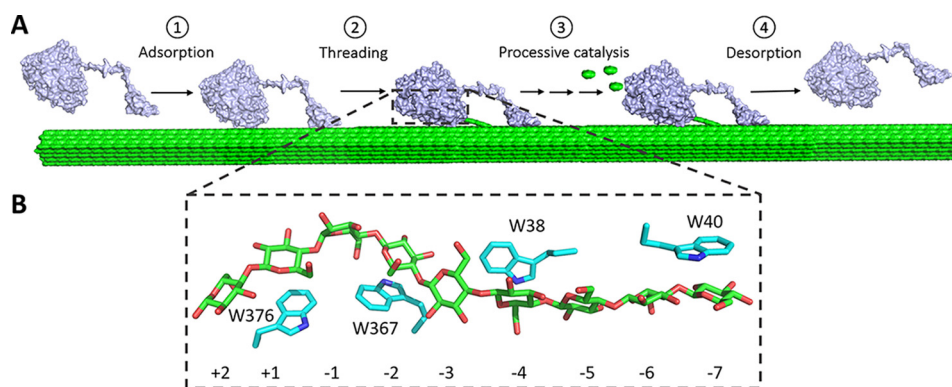 A
① ② ③ ④
Adsorption Threading Processive catalysis Desorption
B
W38 W40
W376 W367
+2 +1 -1 -2 -3 -4 -5 -6 -7